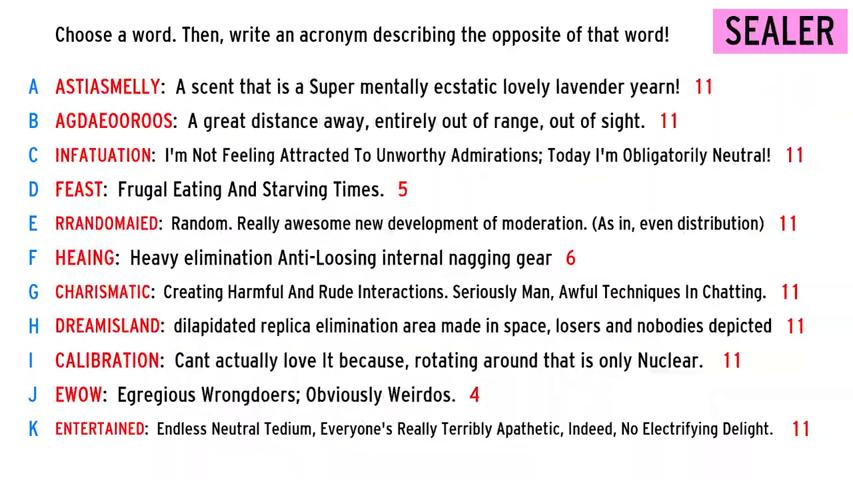 Choose a word. Then, write an acronym describing the opposite of that word!
SEALER
A ASTIASMELLY: A scent that is a Super mentally ecstatic lovely lavender yearn! 11
B AGDAEOOROOS: A great distance away, entirely out of range, out of sight. 11
C INFATUATION: I'm Not Feeling Attracted To Unworthy Admirations; Today I'm Obligatorily Neutral! 11
D FEAST: Frugal Eating And Starving Times. 5
E RRANDOMAIED: Random. Really awesome new development of moderation. (As in, even distribution) 11
F HEAING: Heavy elimination Anti-Loosing internal nagging gear 6
G CHARISMATIC: Creating Harmful And Rude Interactions. Seriously Man, Awful Techniques In Chatting. 11
H DREAMISLAND: dilapidated replica elimination area made in space, losers and nobodies depicted 11
I CALIBRATION: Cant actually love It because, rotating around that is only Nuclear. 11
J EWOW: Egregious Wrongdoers; Obviously Weirdos. 4
K ENTERTAINED: Endless Neutral Tedium, Everyone's Really Terribly Apathetic, Indeed, No Electrifying Delight. 11